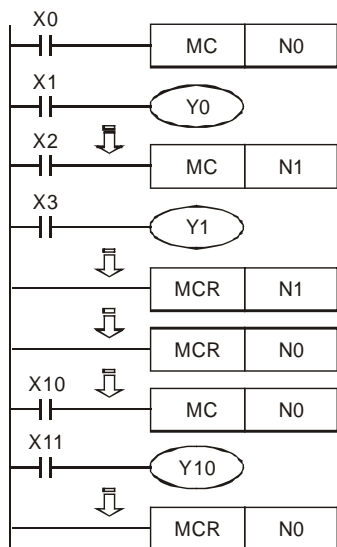 X0
MC N0
X1
Y0
X2
MC N1
X3
Y1
MCR N1
MCR N0
X10
MC N0
X11
Y10
MCR N0